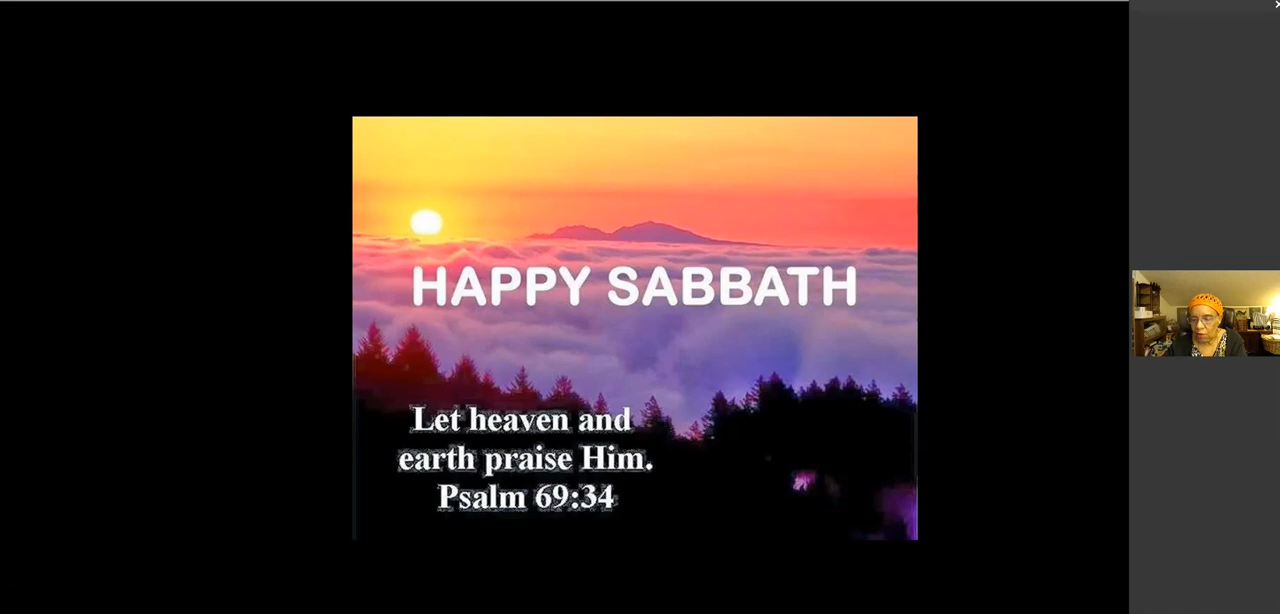 HAPPY SABBATH
Let heaven and
earth praise Him.
Psalm 69:34